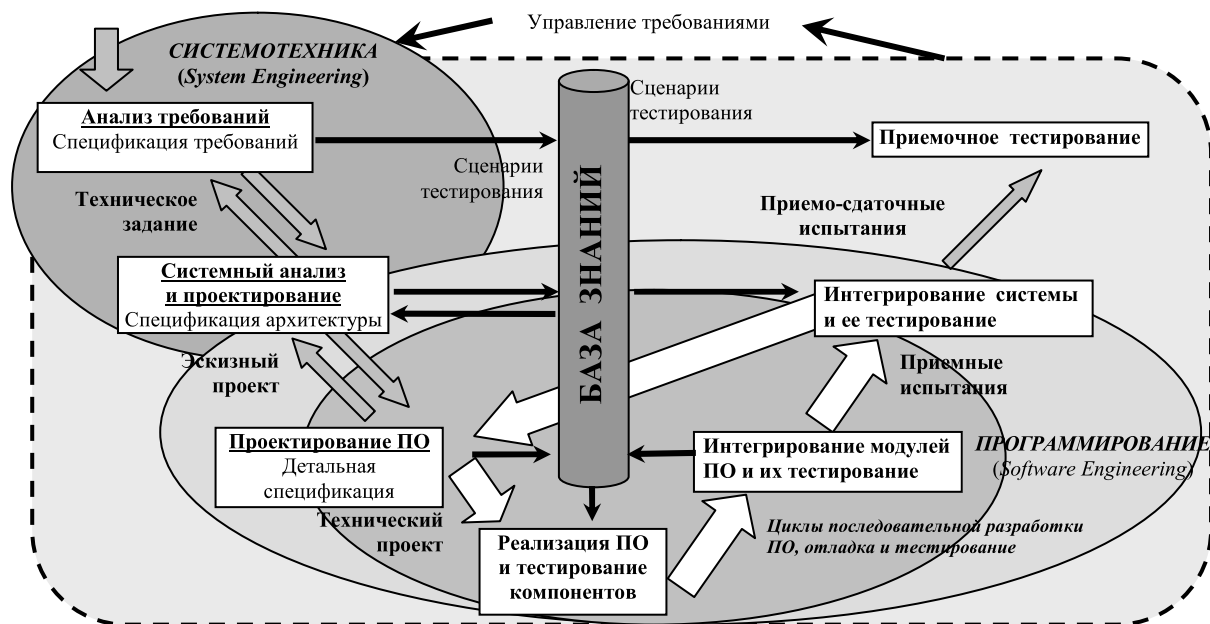 Управление требованиями
СИСТЕМОТЕХНИКА
(System Engineering)
Сценарии
тестирования
Анализ требований
Спецификация требований
Приемочное тестирование
Сценарии
тестирования
Техническое
задание
БАЗА ЗНАНИЙ
Приемо-сдаточные
испытания
Системный анализ
и проектирование
Спецификация архитектуры
Интегрирование системы
и ее тестирование
Эскизный
проект
Приемные
испытания
Проектирование ПО
Детальная
спецификация
Интегрирование модулей
ПО и их тестирование
ПРОГРАММИРОВАНИЕ
(Software Engineering)
Технический
проект
Реализация ПО
и тестирование
компонентов
Циклы последовательной разработки
ПО, отладка и тестирование